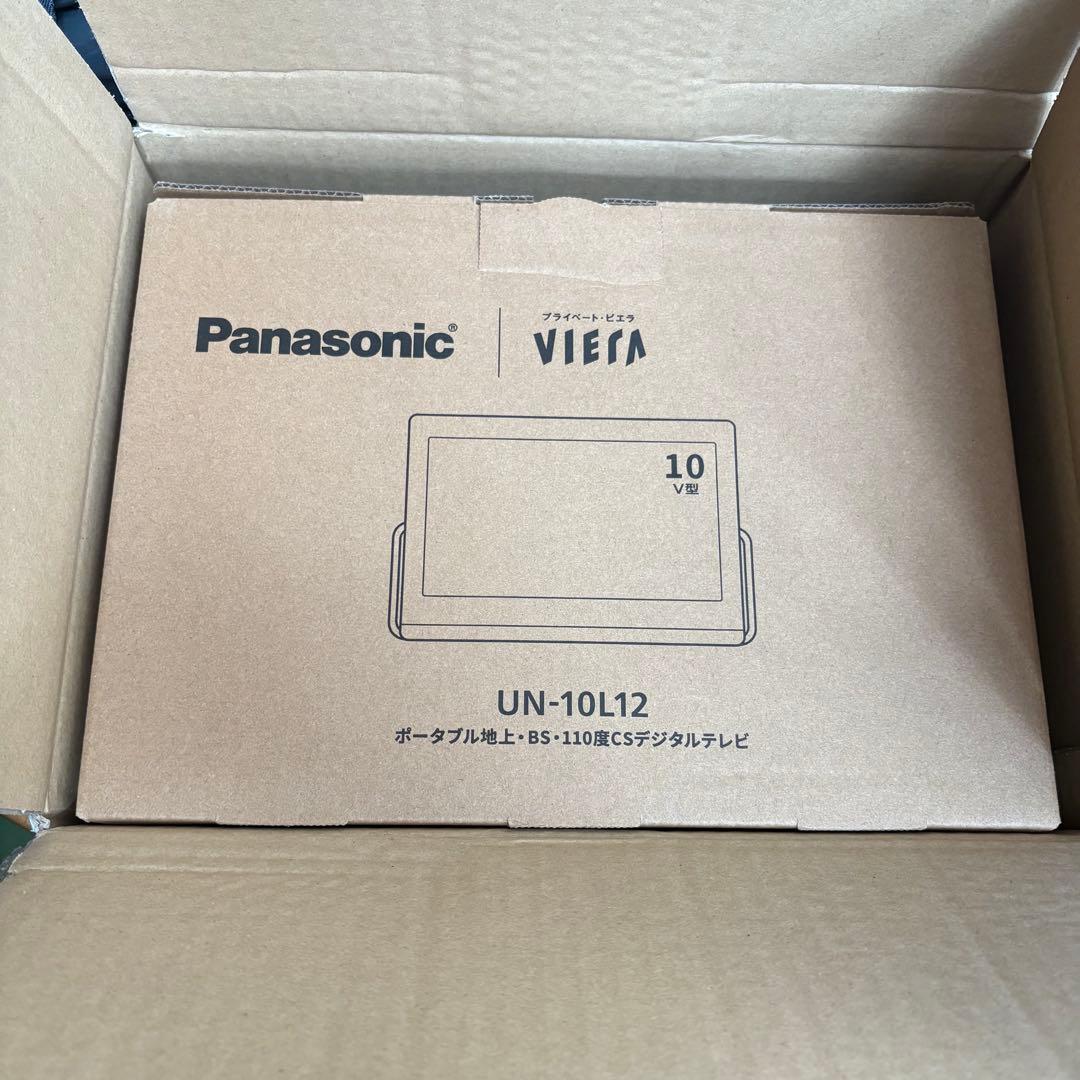 Panasonic®
プライベート・ビエラ
VIErA
10
V型
UN-10L12
ポータブル地上・BS・110度CSデジタルテレビ